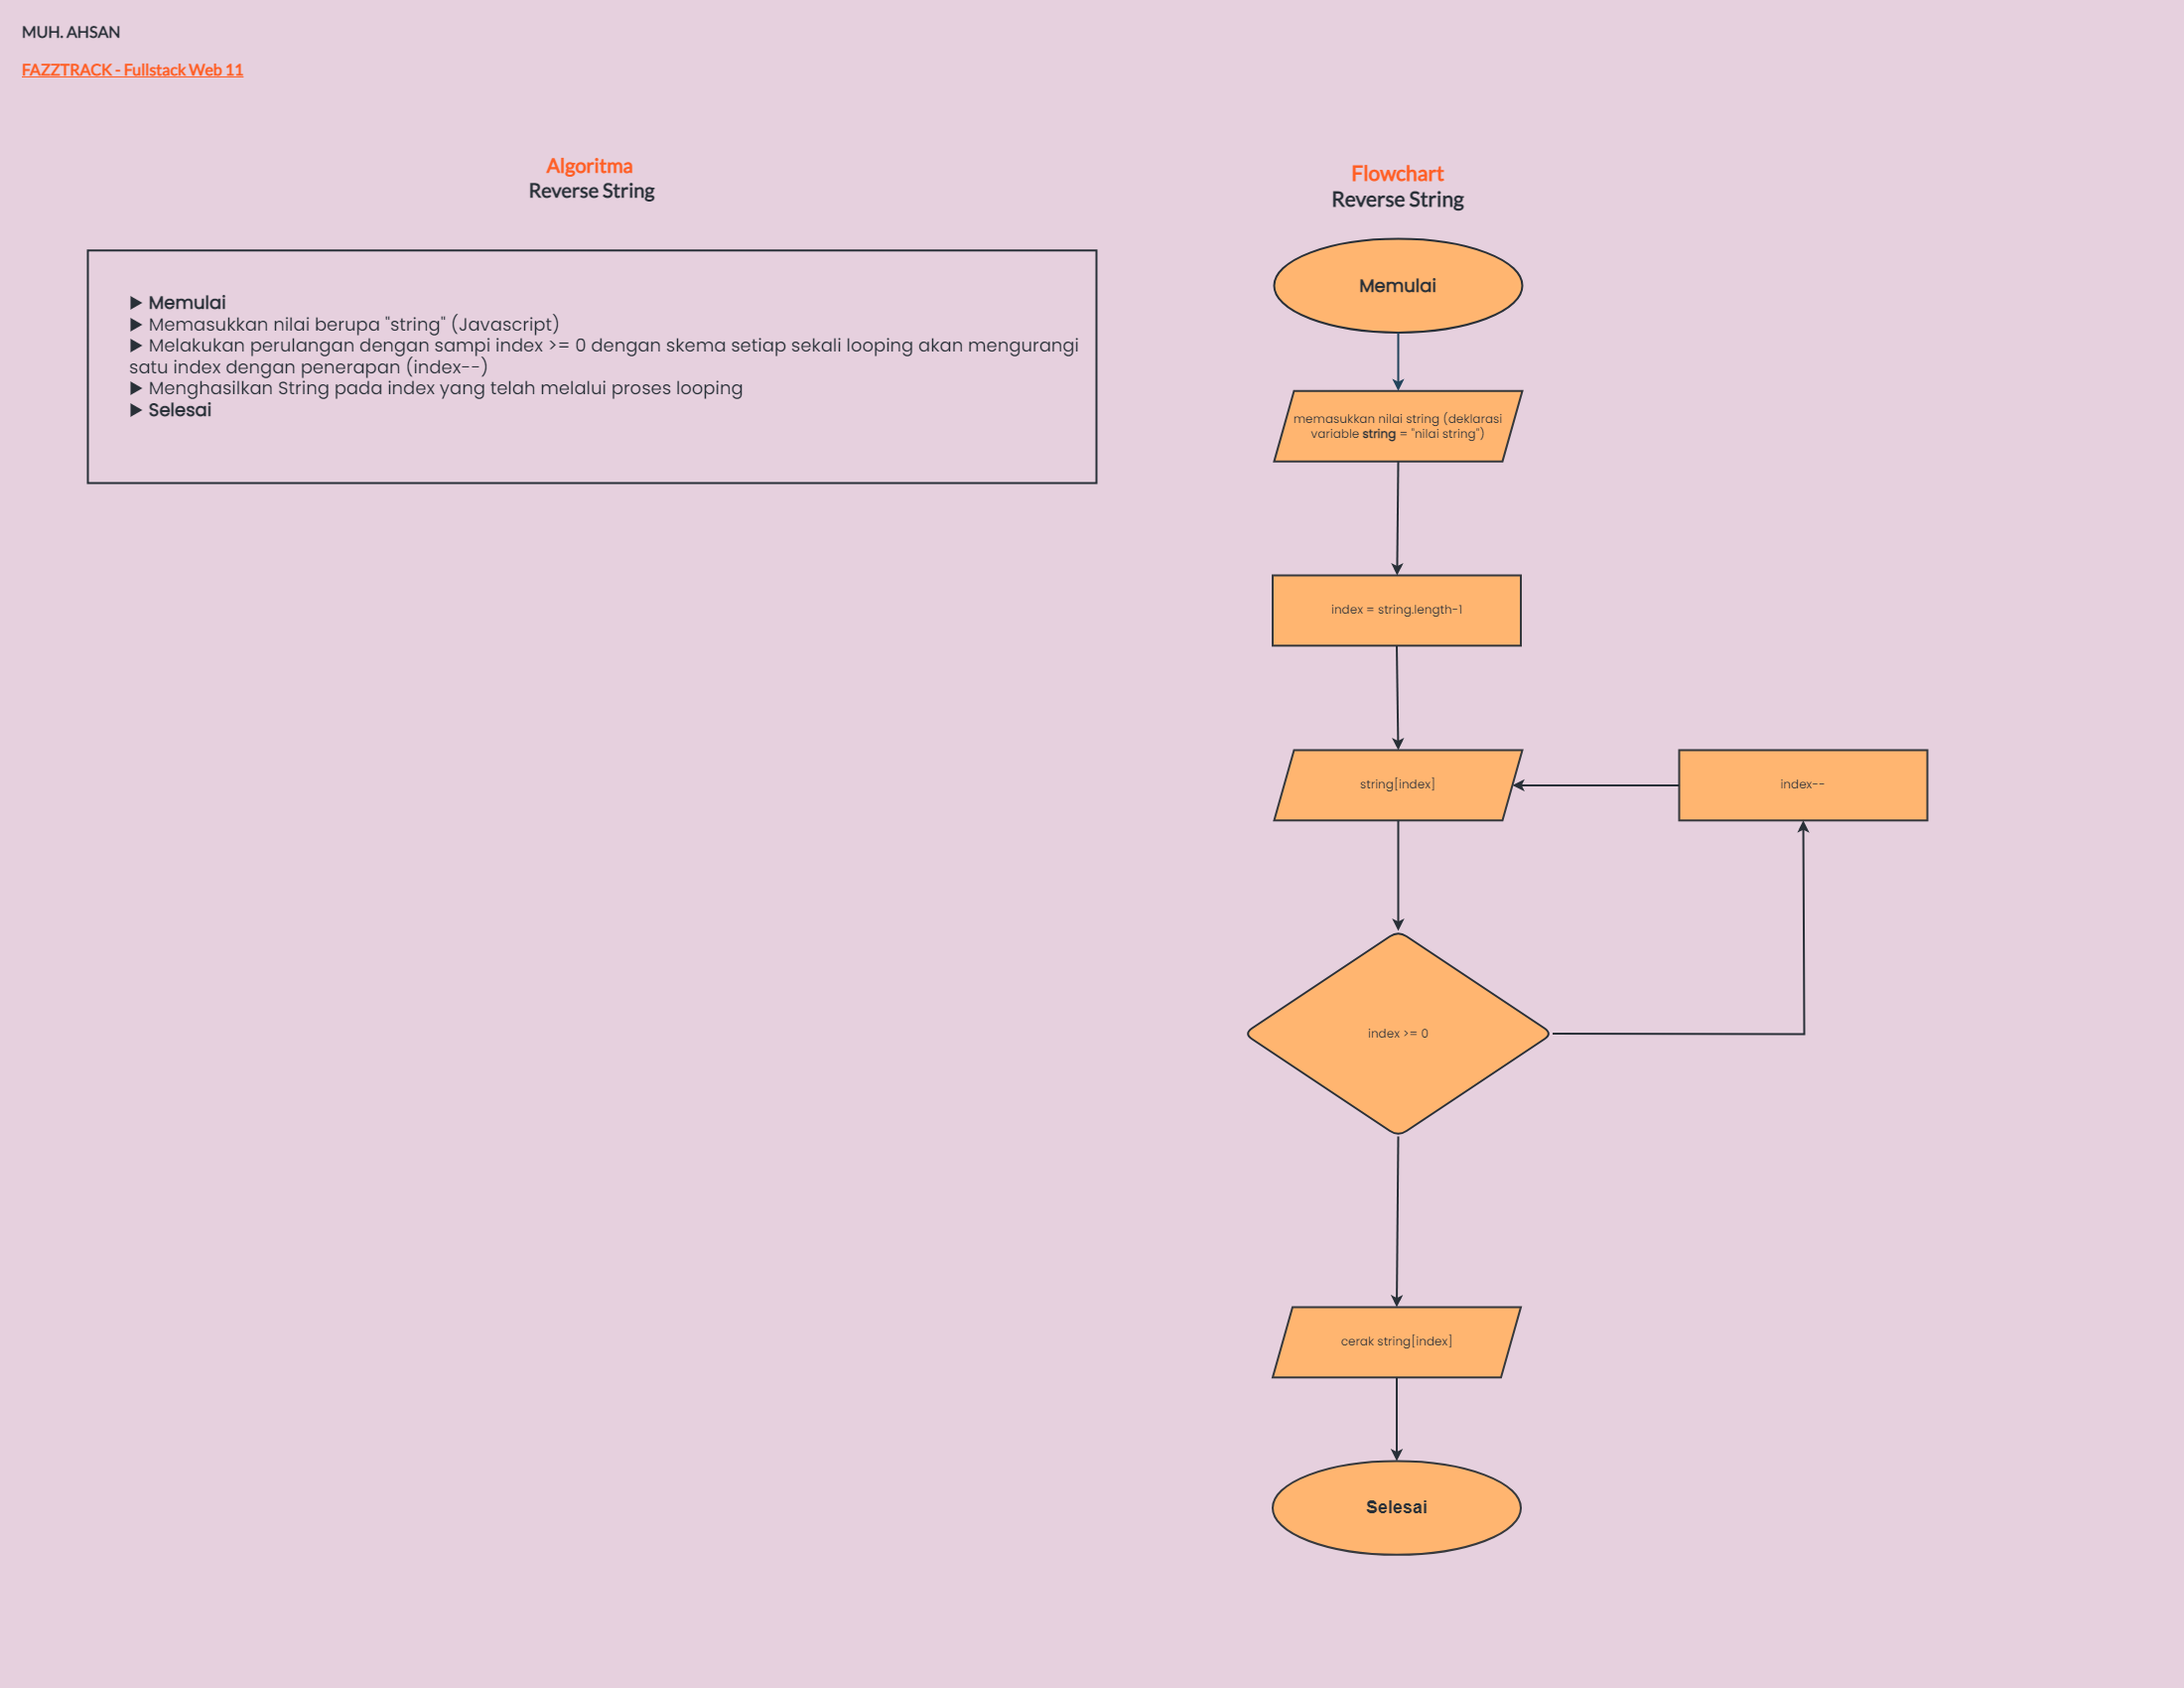 MUH. AHSAN
FAZZTRACK - Fullstack Web 11
Algoritma
Reverse String
▶ Memulai
▶ Memasukkan nilai berupa "string" (Javascript)
▶ Melakukan perulangan dengan sampi index >= 0 dengan skema setiap sekali looping akan mengurangi
satu index dengan penerapan (index--)
▶ Menghasilkan String pada index yang telah melalui proses looping
▶ Selesai
Flowchart
Reverse String
Memulai
memasukkan nilai string (deklarasi
variable string = "nilai string")
index = string.length-1
string[index]
index--
index >= 0
cerak string[index]
Selesai